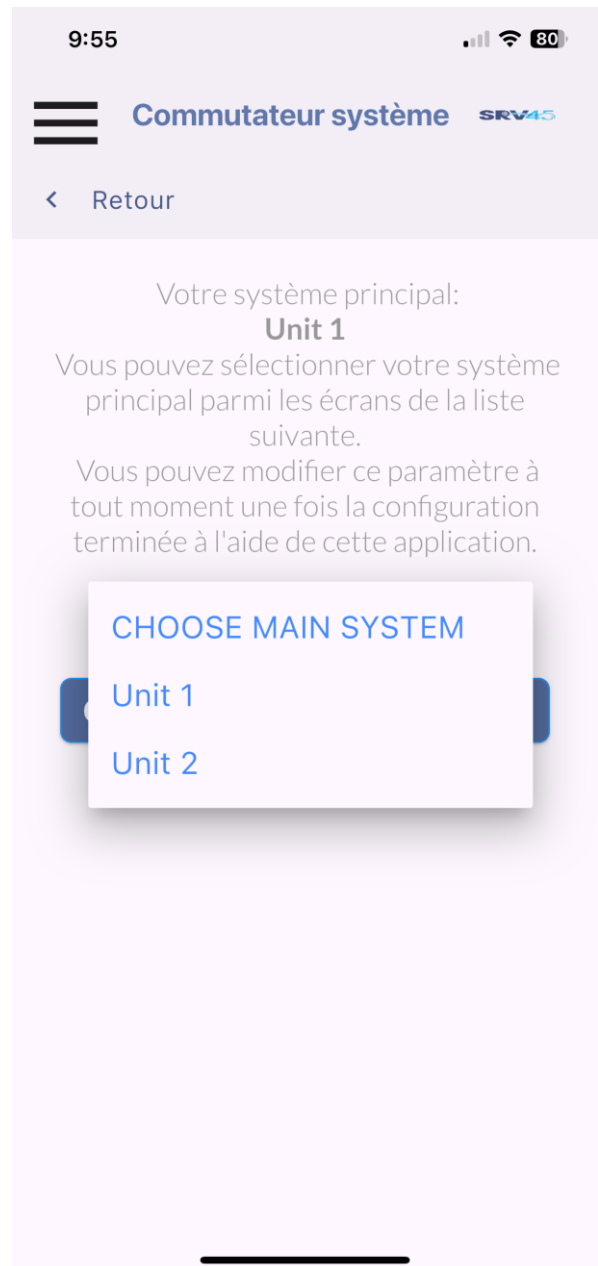 9:55
80
Commutateur système
SRV45
Retour
Votre système principal:
Unit 1
Vous pouvez sélectionner votre système
principal parmi les écrans de la liste
suivante.
Vous pouvez modifier ce paramètre à
tout moment une fois la configuration
terminée à l'aide de cette application.
CHOOSE MAIN SYSTEM
Unit 1
Unit 2